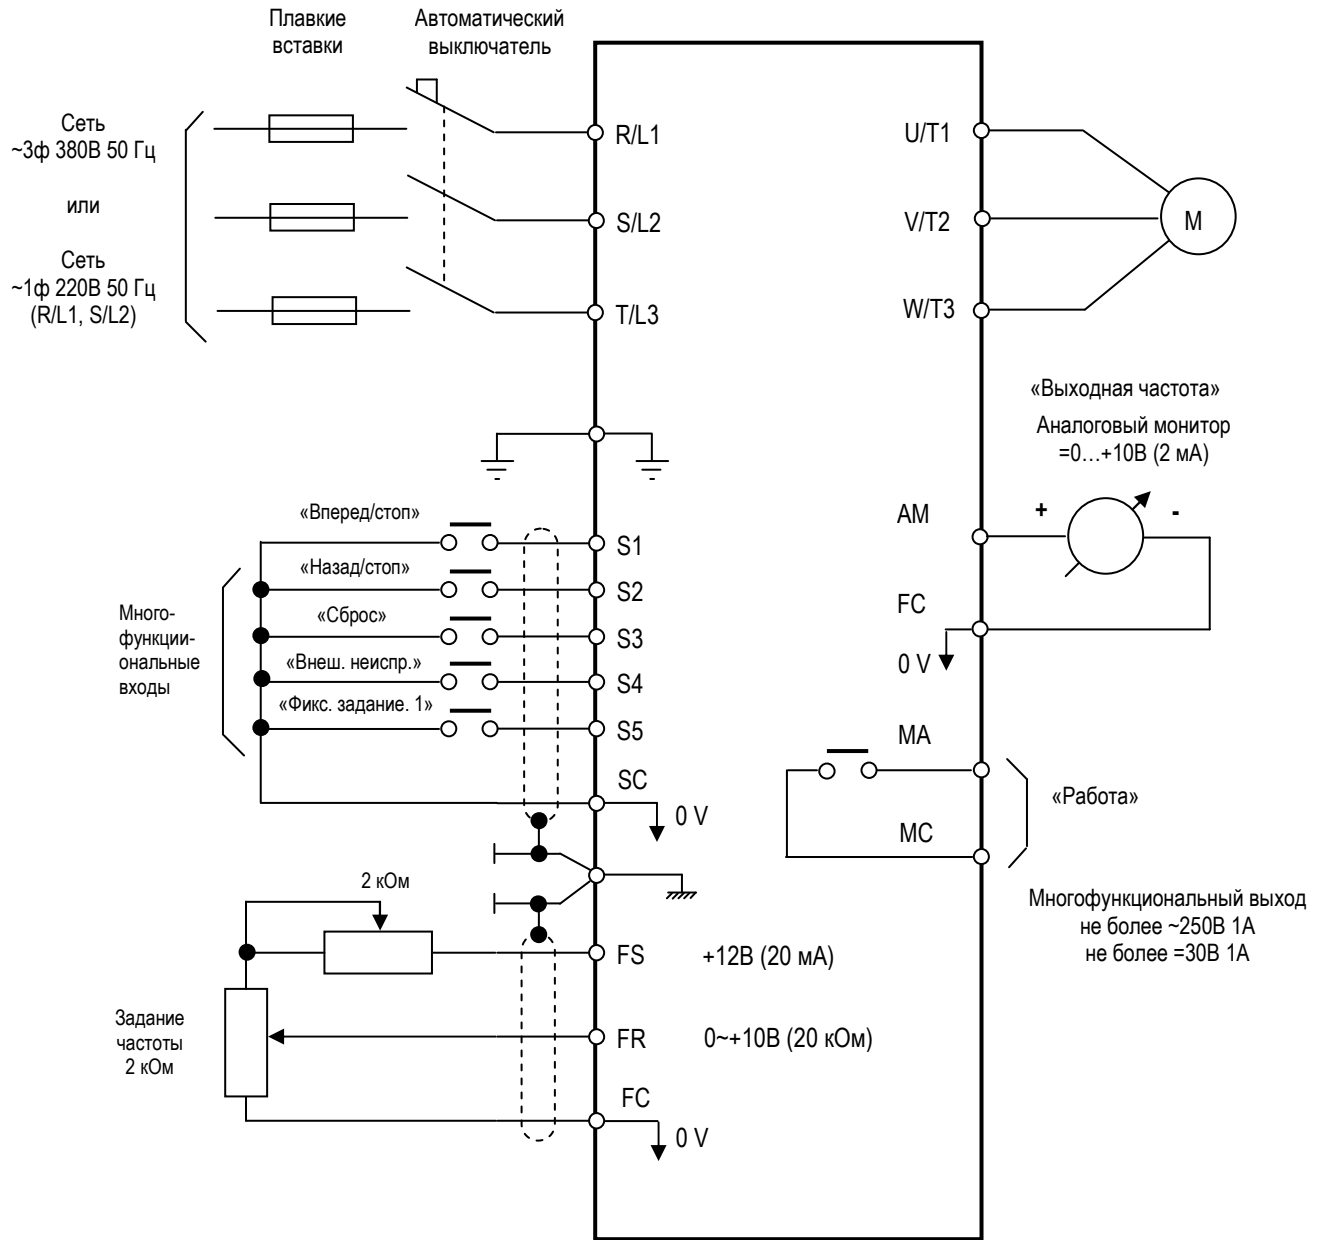 Плавкие
вставки
Автоматический
выключатель
Сеть
~3ф 380В 50 Гц
или
Сеть
~1ф 220В 50 Гц
(R/L1, S/L2)
R/L1
S/L2
T/L3
U/T1
V/T2
W/T3
M
«Выходная частота»
Аналоговый монитор
=0…+10В (2 мА)
AM
+
-
FC
0 V
«Вперед/стоп»
«Назад/стоп»
«Сброс»
«Внеш. неиспр.»
«Фикс. задание. 1»
Много-
функции-
ональные
входы
S1
S2
S3
S4
S5
SC
0 V
MA
MC
«Работа»
Многофункциональный выход
не более ~250В 1А
не более =30В 1А
2 кОм
FS
+12В (20 мА)
Задание
частоты
2 кОм
FR
0~+10В (20 кОм)
FC
0 V